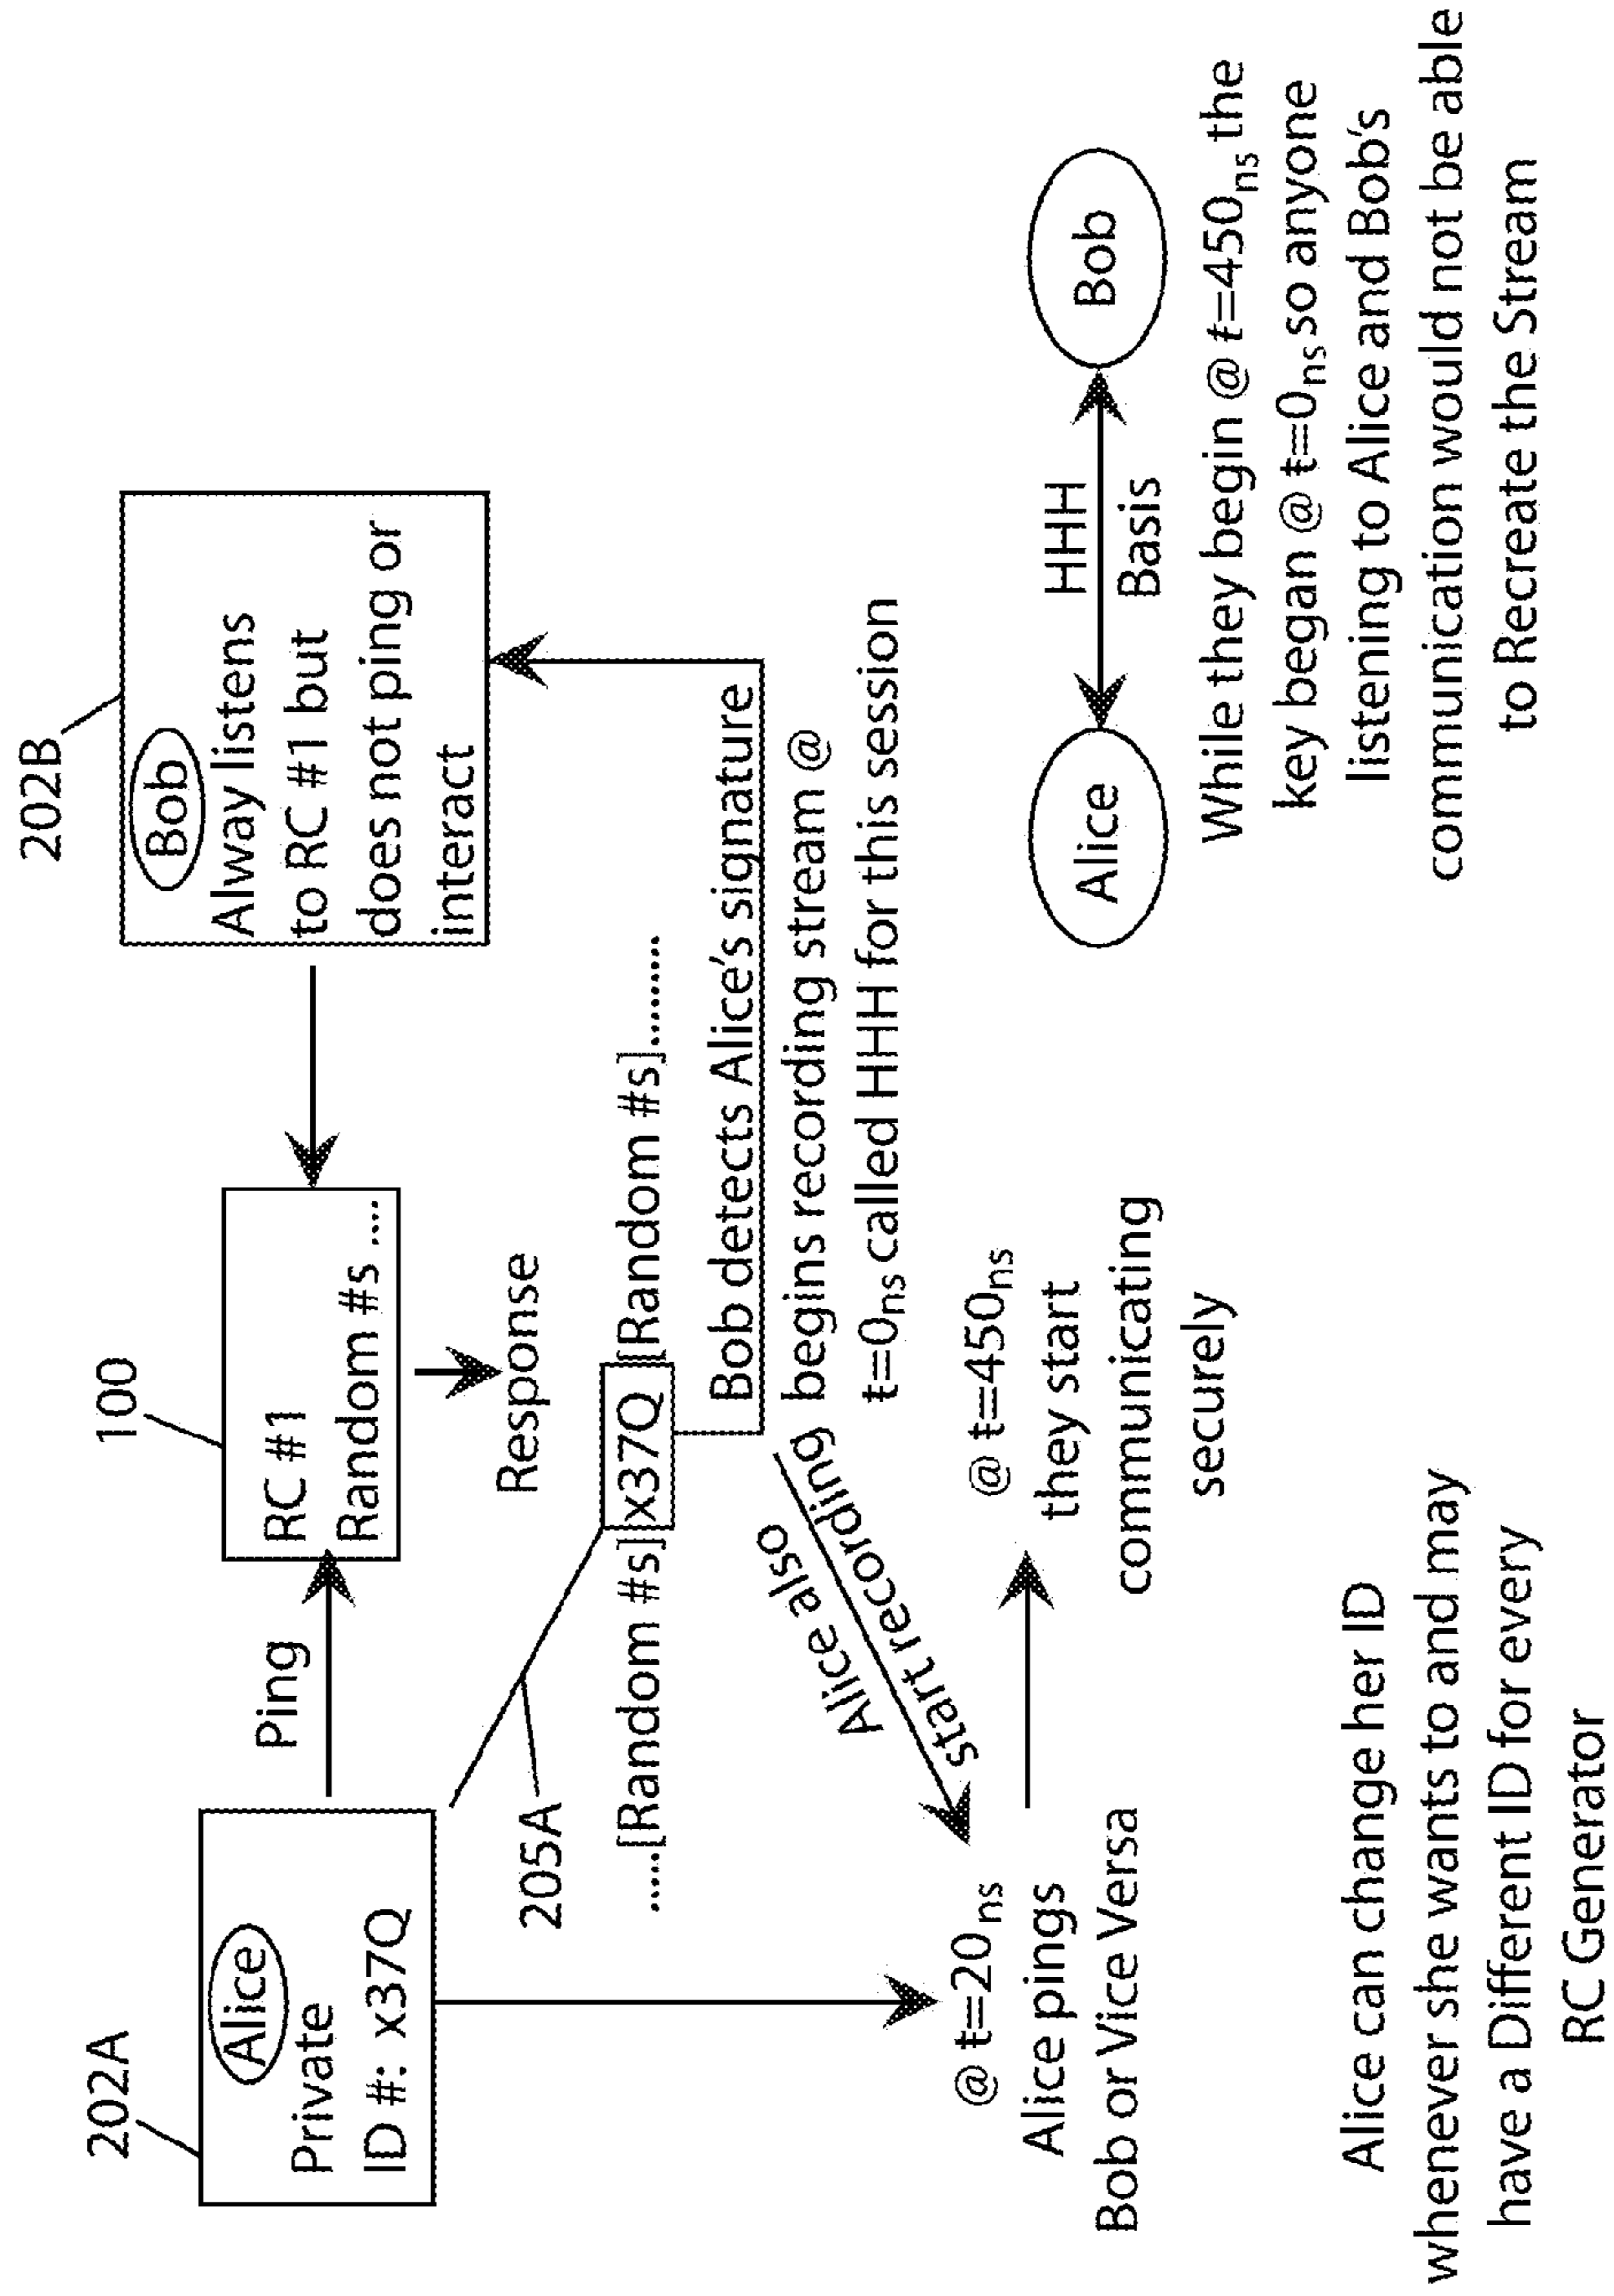 202A
Alice
Private
ID #: x37Q
Ping
100
RC #1
Random #s ....
Response
202B
Bob
Alway listens
to RC #1 but
does not ping or
interact
205A
.....[Random #s]x37Q[Random #s].........
Bob detects Alice's signature
begins recording stream @
t=0ns called HHH for this session
Alice also
start recording
@ t=20ns
Alice pings
Bob or Vice Versa
@ t=450ns
they start
communicating
securely
Alice
HHH
Basis
Bob
While they begin @ t=450ns the
key began @ t=0ns so anyone
listening to Alice and Bob's
communication would not be able
to Recreate the Stream
Alice can change her ID
whenever she wants to and may
have a Different ID for every
RC Generator